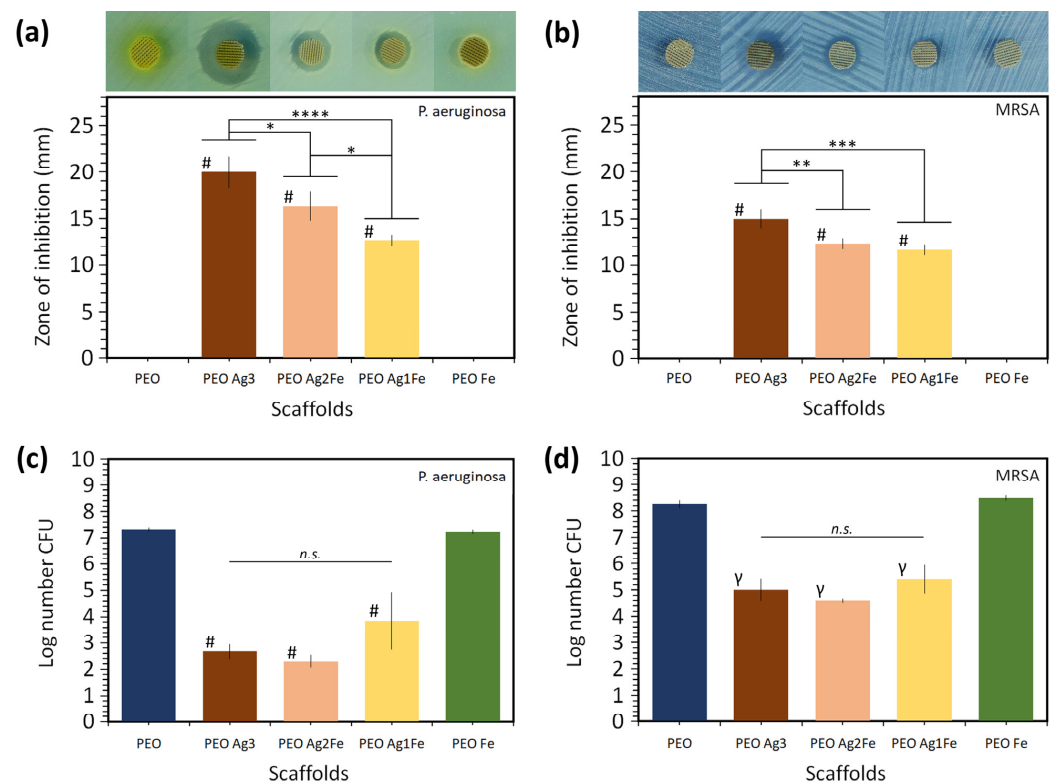 (a)
P. aeruginosa
Zone of inhibition (mm)
25
20
15
10
5
0
****
*
*
#
#
#
PEO
PEO Ag3
PEO Ag2Fe
PEO Ag1Fe
PEO Fe
Scaffolds
(b)
MRSA
Zone of inhibition (mm)
25
20
15
10
5
0
***
**
#
#
#
PEO
PEO Ag3
PEO Ag2Fe
PEO Ag1Fe
PEO Fe
Scaffolds
(c)
P. aeruginosa
Log number CFU
10
9
8
7
6
5
4
3
2
1
0
n.s.
#
#
#
PEO
PEO Ag3
PEO Ag2Fe
PEO Ag1Fe
PEO Fe
Scaffolds
(d)
MRSA
Log number CFU
10
9
8
7
6
5
4
3
2
1
0
n.s.
γ
γ
γ
PEO
PEO Ag3
PEO Ag2Fe
PEO Ag1Fe
PEO Fe
Scaffolds